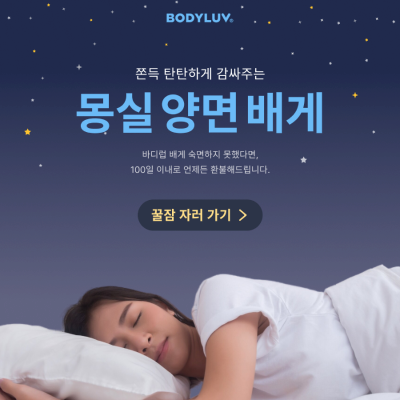 BODYLUV®
쫀득 탄탄하게 감싸주는
몽실 양면 배게
바디럽 배게 숙면하지 못했다면,
100일 이내로 언제든 환불해드립니다.
꿀잠 자러 가기 >